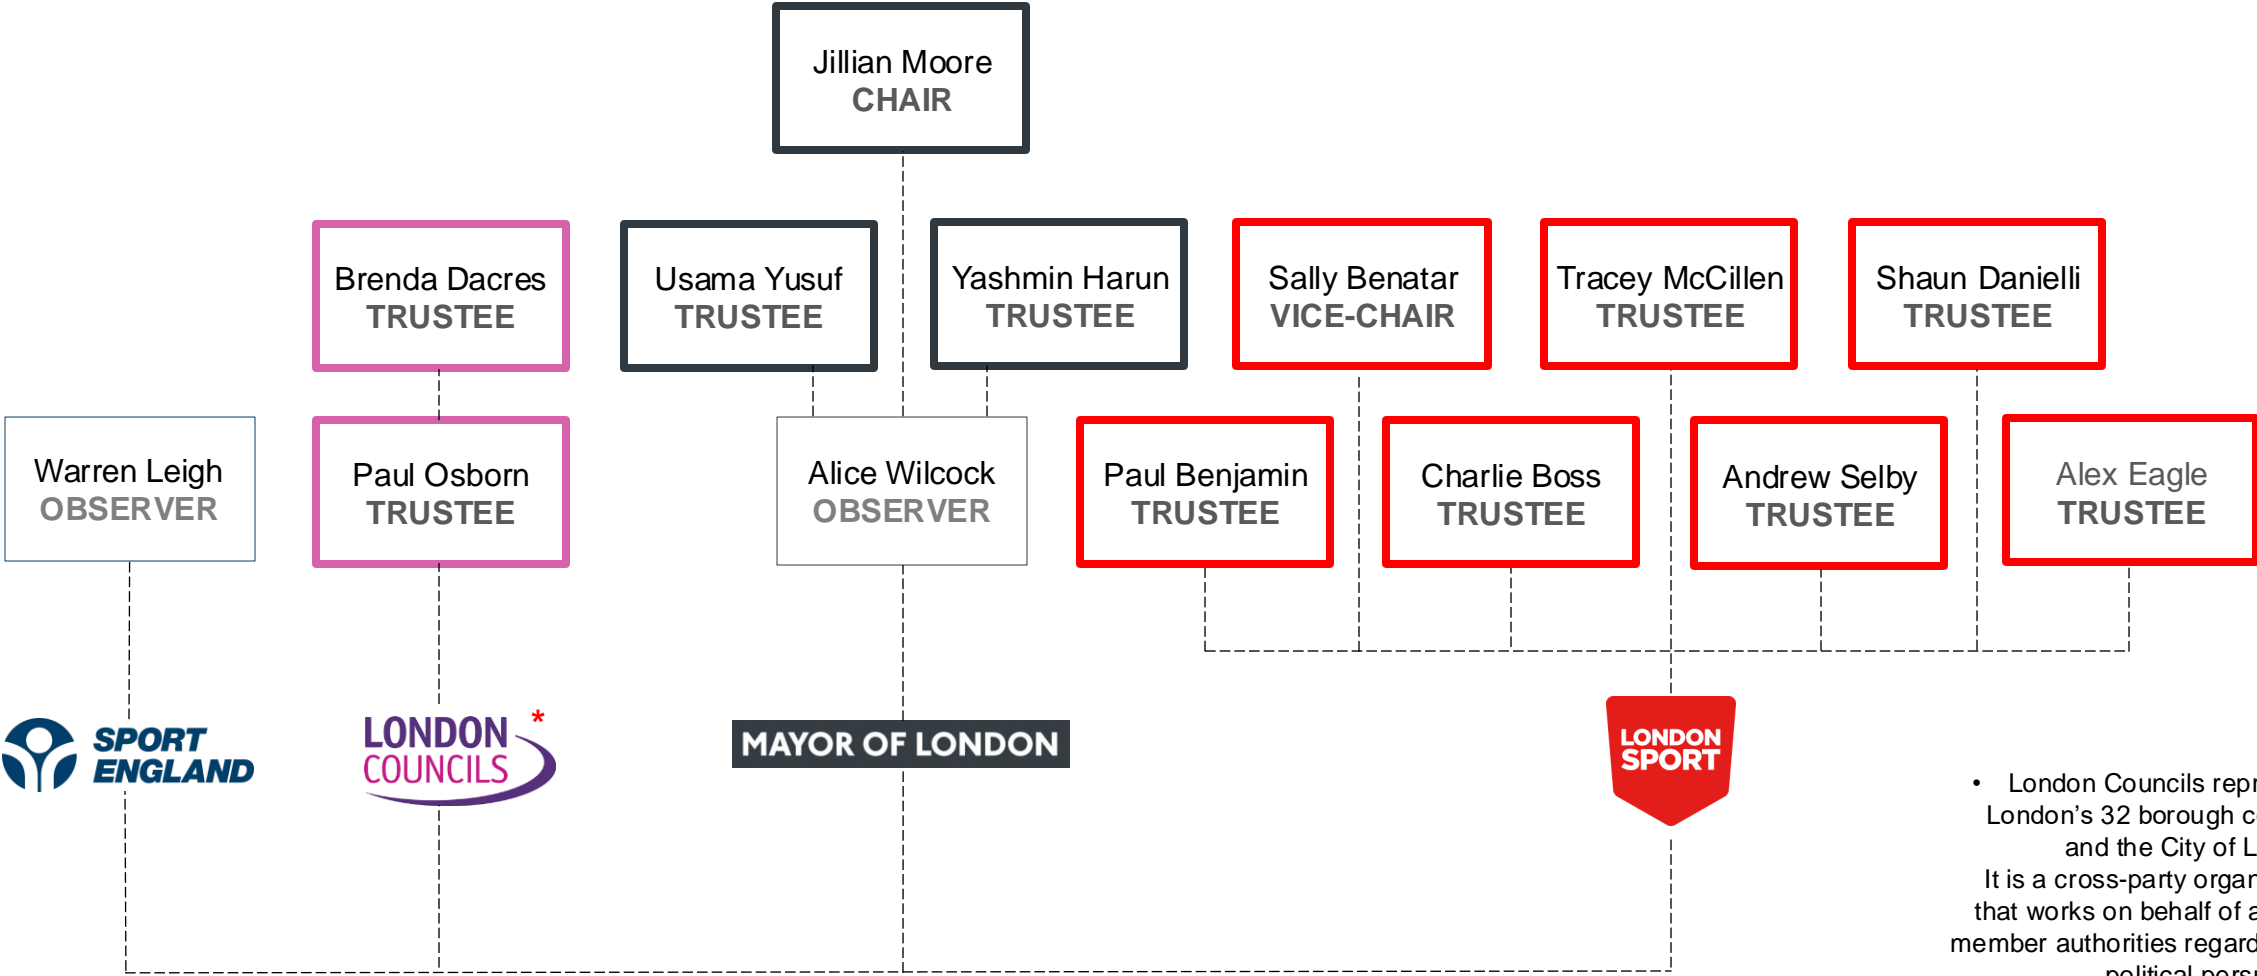 Jillian Moore
CHAIR
Brenda Dacres
TRUSTEE
Usama Yusuf
TRUSTEE
Yashmin Harun
TRUSTEE
Sally Benatar
VICE-CHAIR
Tracey McCillen
TRUSTEE
Shaun Danielli
TRUSTEE
Warren Leigh
OBSERVER
Paul Osborn
TRUSTEE
Alice Wilcock
OBSERVER
Paul Benjamin
TRUSTEE
Charlie Boss
TRUSTEE
Andrew Selby
TRUSTEE
Alex Eagle
TRUSTEE
SPORT
ENGLAND
LONDON *
COUNCILS
MAYOR OF LONDON
LONDON
SPORT
• London Councils
London's 32 borough
and the City of
It is a cross-party
that works on behalf of
member authorities
political